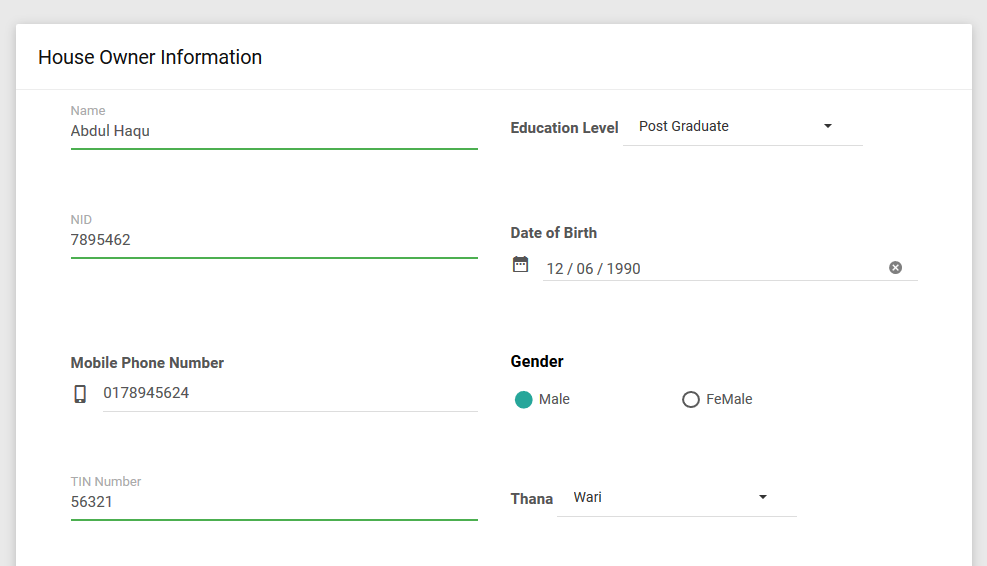 House Owner Information
Name
Abdul Haqu
Education Level Post Graduate
NID
7895462
Date of Birth
12 / 06 / 1990
Mobile Phone Number
0178945624
Gender
Male FeMale
TIN Number
56321
Thana Wari